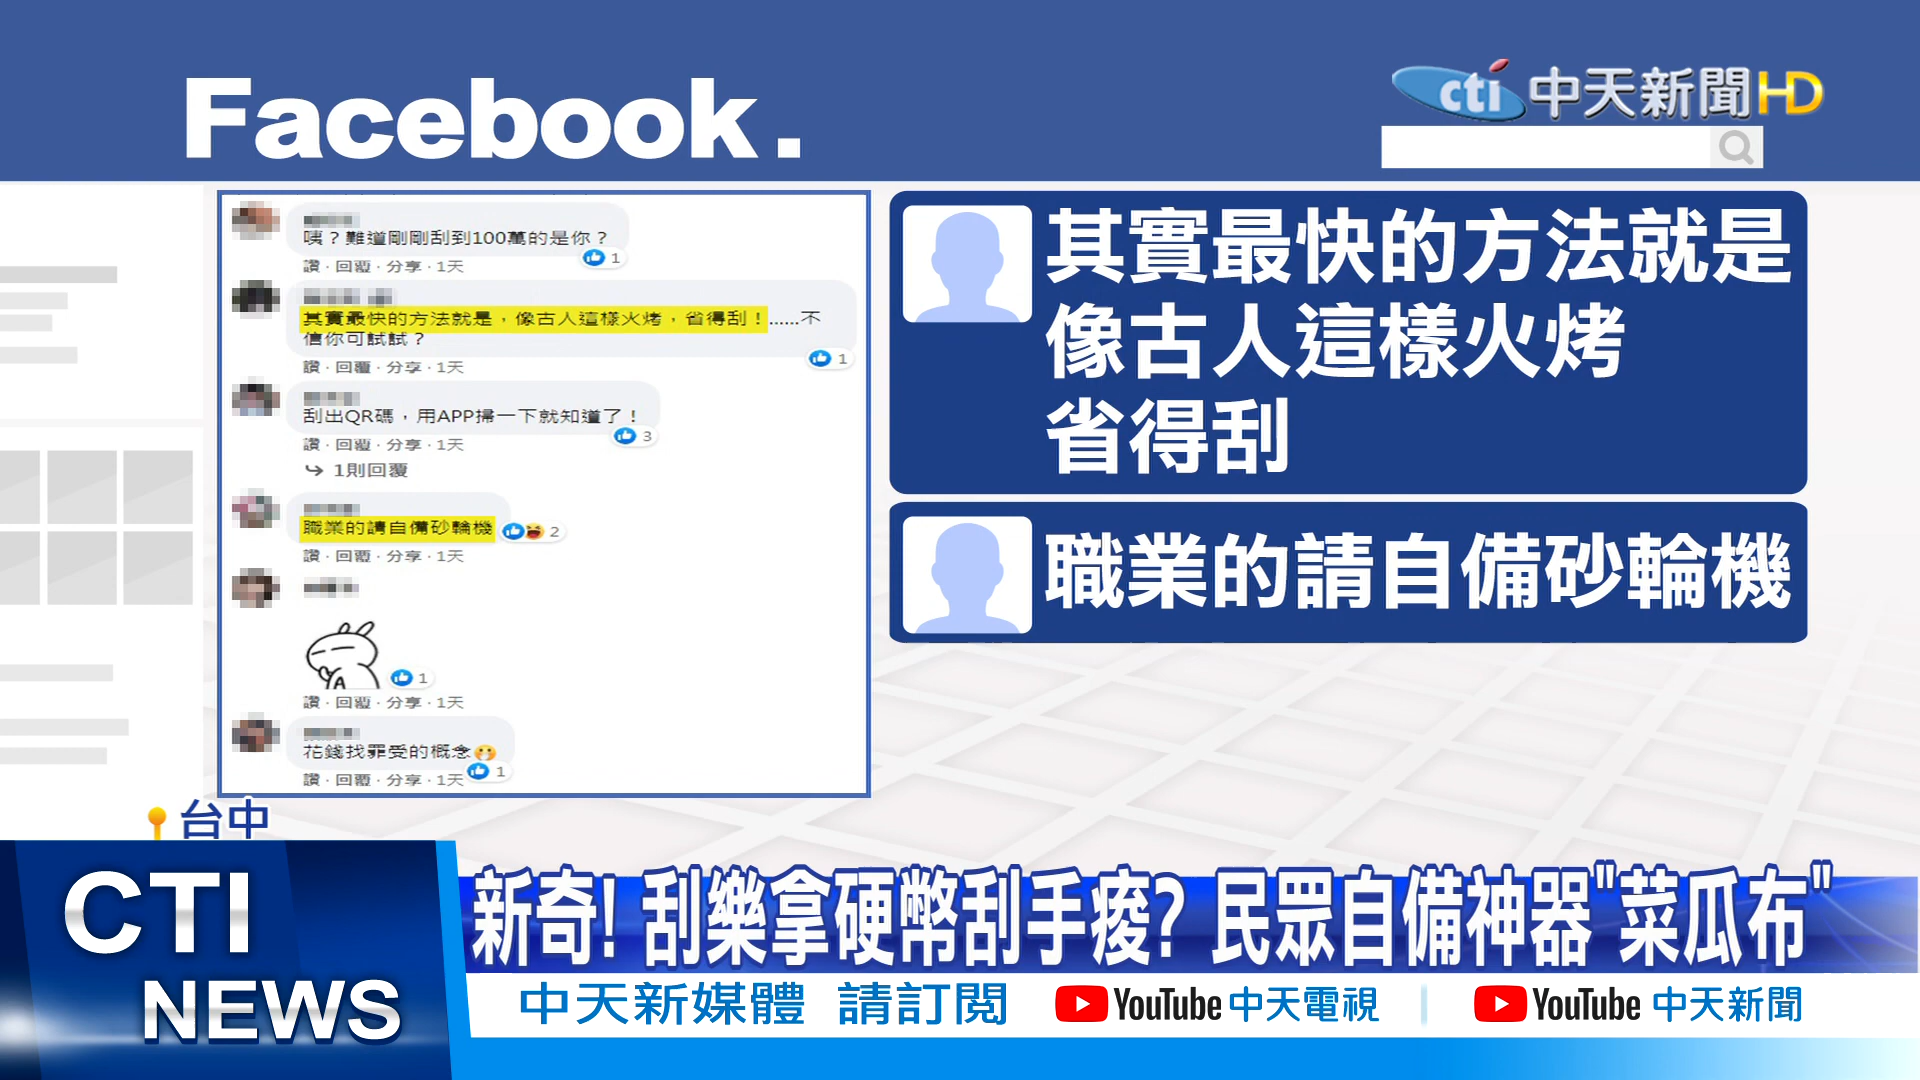 Facebook.
cti 中天新聞HD
咦？難道剛剛刮到100萬的是你？
1
讚 · 回覆 · 分享 · 1天
其實最快的方法就是，像古人這樣火烤，省得刮！......不
信你可試試？
1
讚 · 回覆 · 分享 · 1天
刮出QR碼，用APP掃一下就知道了！
3
讚 · 回覆 · 分享 · 1天
1則回覆
職業的請自備砂輪機
2
讚 · 回覆 · 分享 · 1天
1
讚 · 回覆 · 分享 · 1天
花錢找罪受的概念
1
讚 · 回覆 · 分享 · 1天
其實最快的方法就是
像古人這樣火烤
省得刮
職業的請自備砂輪機
台中
CTI
NEWS
新奇! 刮樂拿硬幣刮手痠? 民眾自備神器"菜瓜布"
中天新媒體 請訂閱 YouTube 中天電視 | YouTube 中天新聞